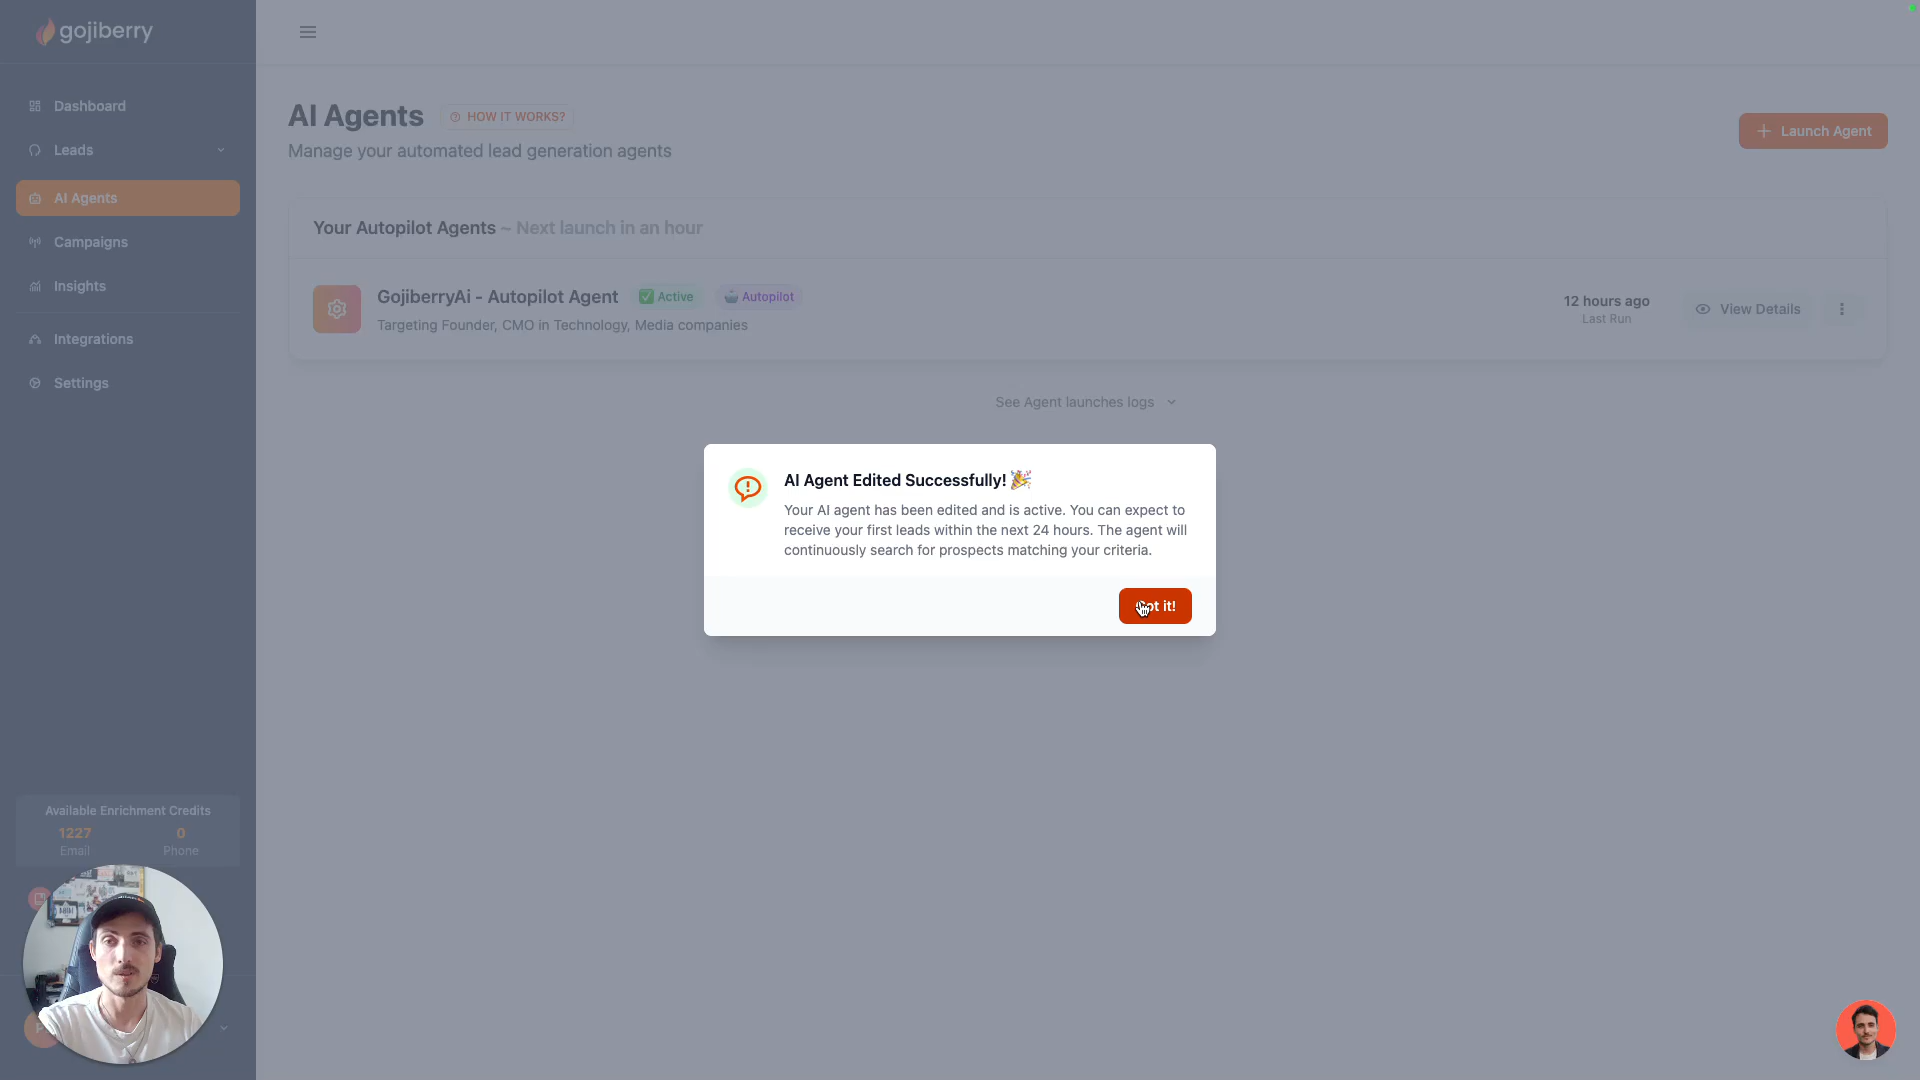 gojiberry
Dashboard
Leads
AI Agents
Campaigns
Insights
Integrations
Settings
Available Enrichment Credits
1227
0
Email
Phone
AI Agents
HOW IT WORKS?
Manage your automated lead generation agents
Launch Agent
Your Autopilot Agents ~ Next launch in an hour
GojiberryAi - Autopilot Agent
Active
Autopilot
Targeting Founder, CMO in Technology, Media companies
12 hours ago
Last Run
View Details
See Agent launches logs
AI Agent Edited Successfully! 🎉
Your AI agent has been edited and is active. You can expect to
receive your first leads within the next 24 hours. The agent will
continuously search for prospects matching your criteria.
Got it!